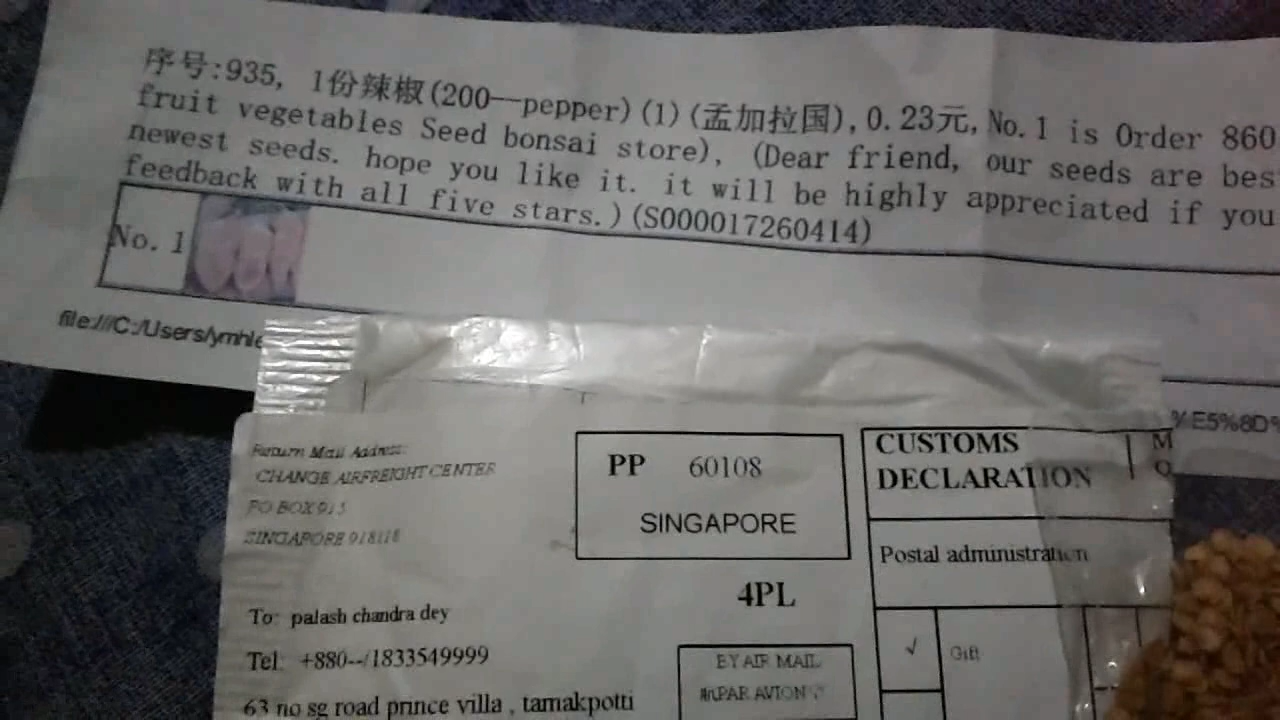 序号:935, 1份辣椒(200—pepper)(1)(孟加拉国),0.23元,No.1 is Order 860
fruit vegetables Seed bonsai store), (Dear friend, our seeds are bes
newest seeds. hope you like it. it will be highly appreciated if you
feedback with all five stars.)(S000017260414)
No. 1
file:///C:/Users/ymhle
%E5%8D%
Return Mail Address:
CHANGE AIRFREIGHT CENTER
PO BOX 915
SINGAPORE 918118
PP 60108
SINGAPORE
4PL
To: palash chandra dey
Tel: +880--/1833549999
63 no sg road prince villa , tamakpotti
BY AIR MAIL
PAR AVION
CUSTOMS
DECLARATION
M
Postal administration
√ Gift